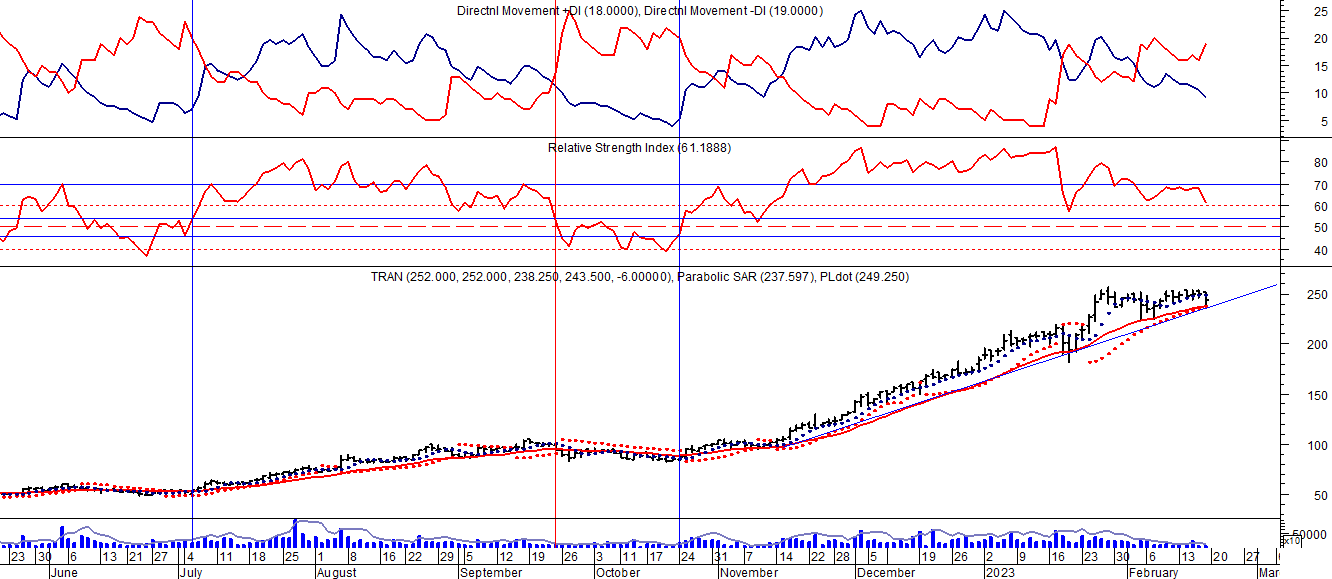 Directnl Movement +DI (18.0000), Directnl Movement -DI (19.0000)
25
20
15
10
5
Relative Strength Index (61.1888)
80
70
60
50
40
TRAN (252.000, 252.000, 238.250, 243.500, -6.00000), Parabolic SAR (237.597), PLdot (249.250)
250
200
150
100
50
50000
x10
23 30 6 13 21 27 4 11 18 25 1 8 16 22 29 5 12 19 26 3 11 17 24 31 7 14 22 28 5 19 26 2 9 16 23 30 6 13 20 27
June July August September October November December 2023 February Mar